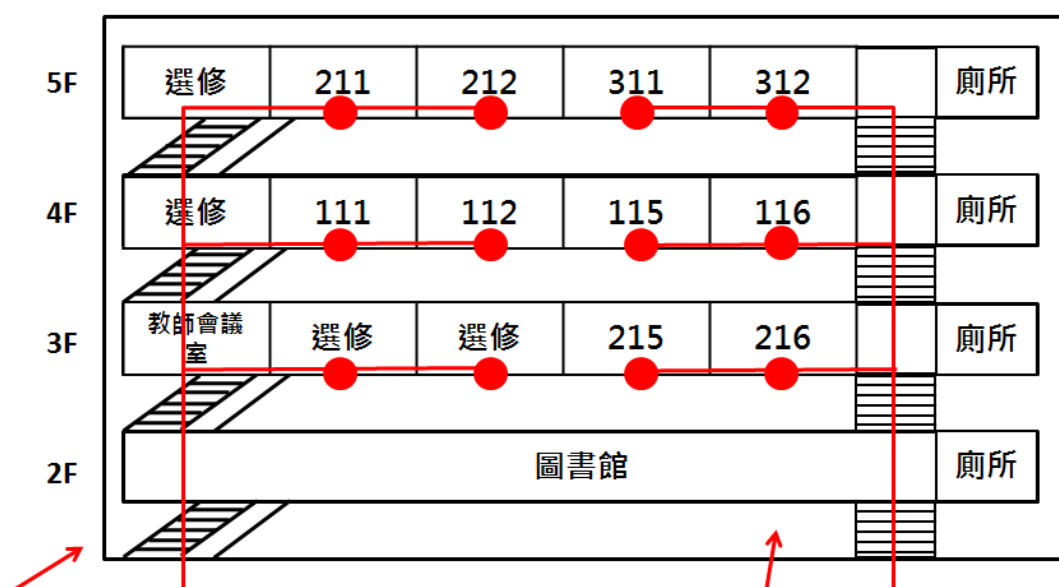 5F 選修 211 212 311 312 廁所
4F 選修 111 112 115 116 廁所
3F 教師會議
室 選修 選修 215 216 廁所
2F 圖書館 廁所